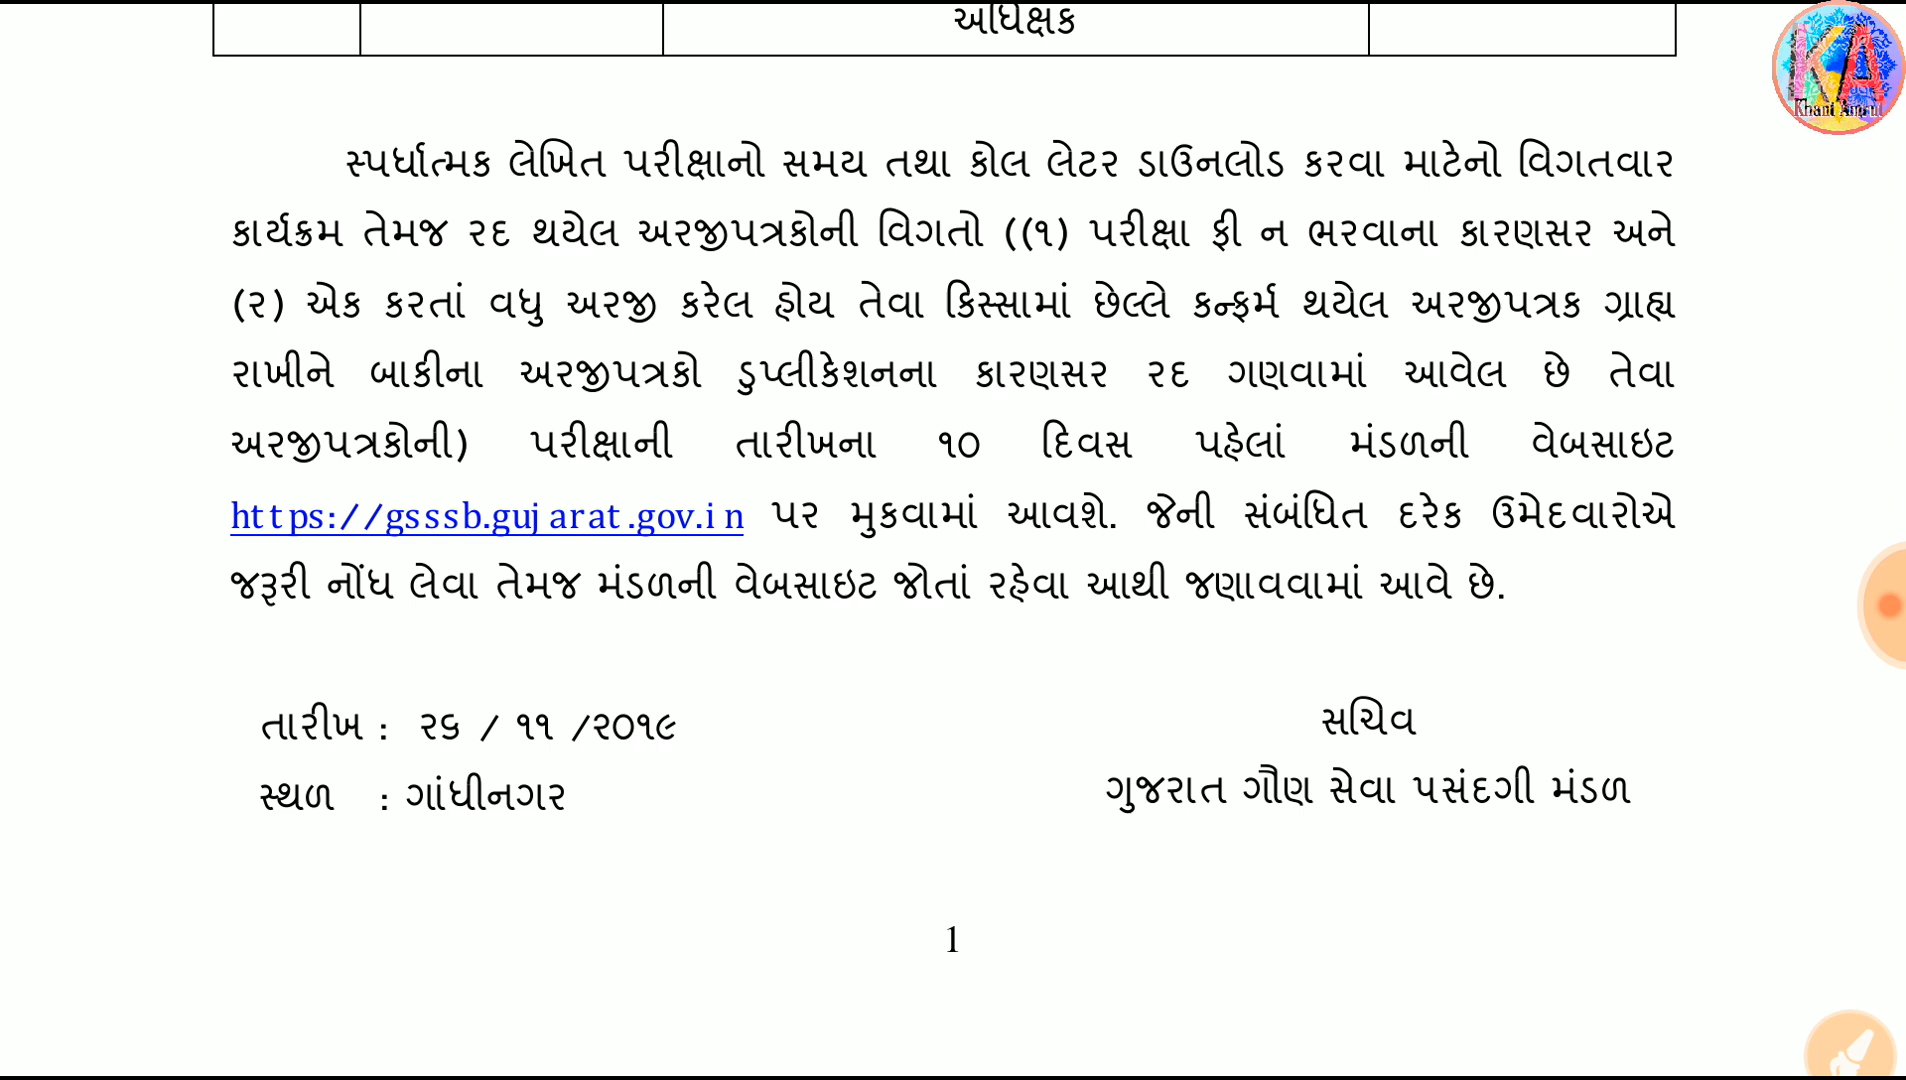 અધિક્ષક
Khant Amrut
સ્પર્ધાત્મક લેખિત પરીક્ષાનો સમય તથા કોલ લેટર ડાઉનલોડ કરવા માટેનો વિગતવાર
કાર્યક્રમ તેમજ રદ થયેલ અરજીપત્રકોની વિગતો ((૧) પરીક્ષા ફી ન ભરવાના કારણસર અને
(૨) એક કરતાં વધુ અરજી કરેલ હોય તેવા કિસ્સામાં છેલ્લે કન્ફર્મ થયેલ અરજીપત્રક ગ્રાહ્ય
રાખીને બાકીના અરજીપત્રકો ડુપ્લીકેશનના કારણસર રદ ગણવામાં આવેલ છે તેવા
અરજીપત્રકોની) પરીક્ષાની તારીખના ૧૦ દિવસ પહેલાં મંડળની વેબસાઇટ
https://gsssb.gujarat.gov.in પર મુકવામાં આવશે. જેની સંબંધિત દરેક ઉમેદવારોએ
જરૂરી નોંધ લેવા તેમજ મંડળની વેબસાઇટ જોતાં રહેવા આથી જણાવવામાં આવે છે.
તારીખ : ૨૬ / ૧૧ /૨૦૧૯
સચિવ
સ્થળ : ગાંધીનગર
ગુજરાત ગૌણ સેવા પસંદગી મંડળ
1